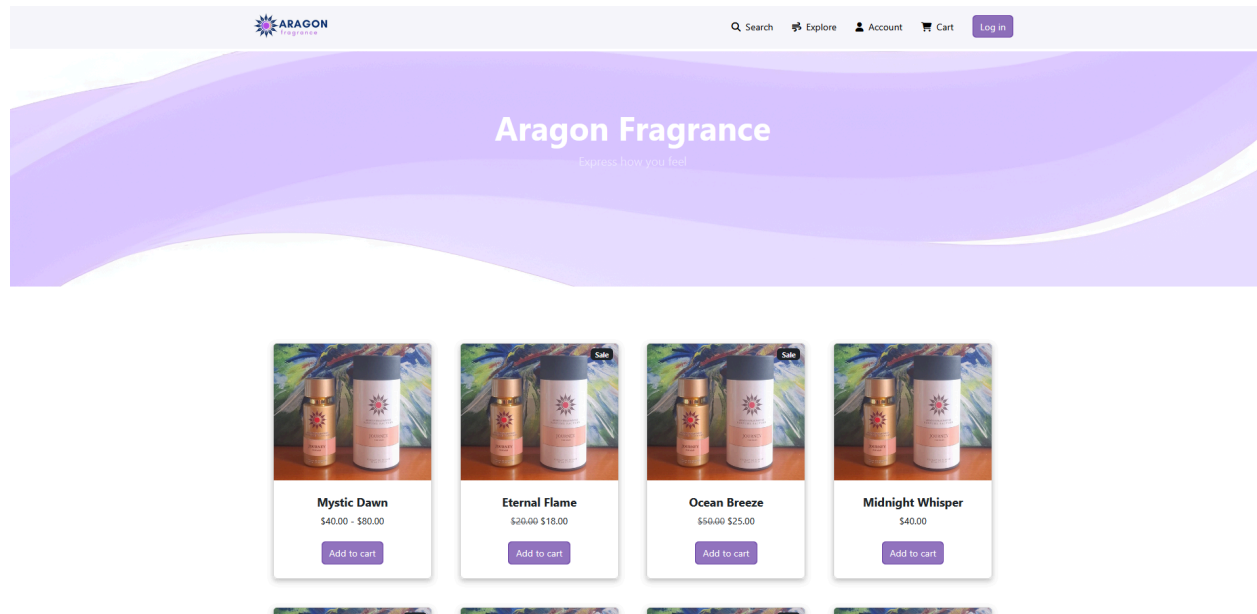 ARAGON
fragrance
Search Explore Account Cart Log in
Aragon Fragrance
Express how you feel
Sale
Sale
Mystic Dawn
Eternal Flame
Ocean Breeze
Midnight Whisper
$40.00 - $80.00
$20.00 $18.00
$50.00 $25.00
$40.00
Add to cart
Add to cart
Add to cart
Add to cart